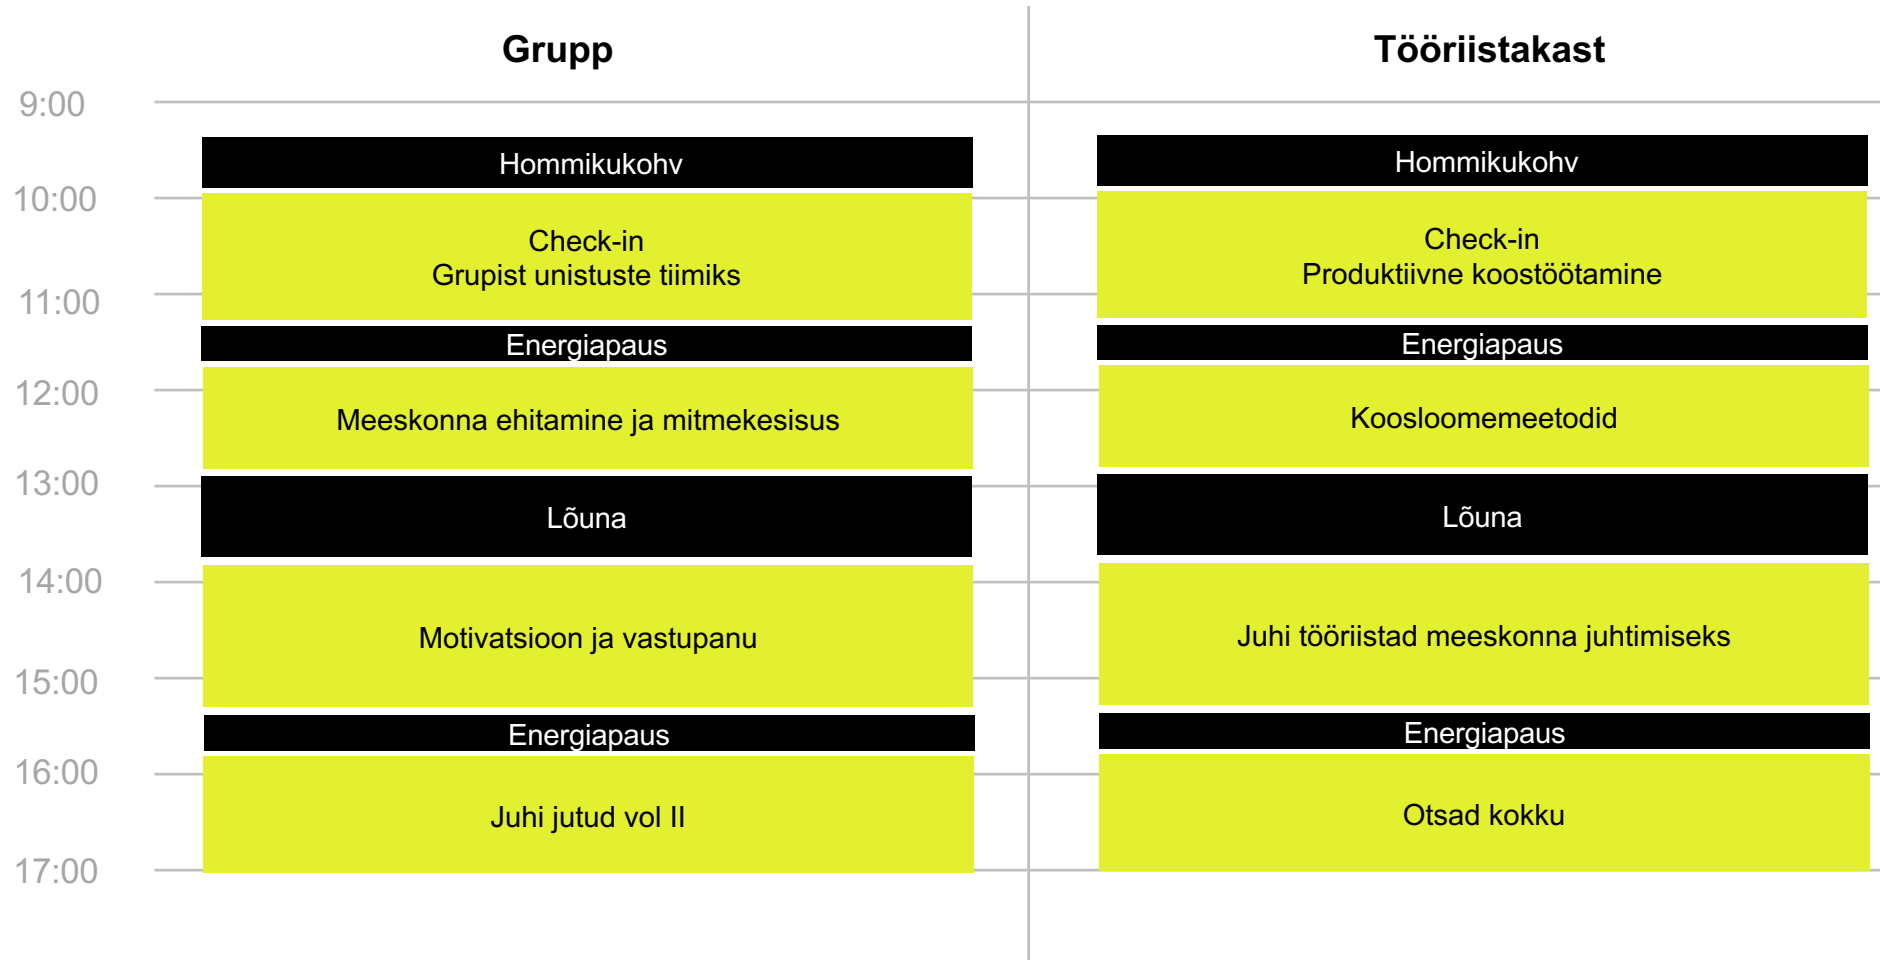 Grupp
Tööriistakast
9:00
Hommikukohv
Hommikukohv
10:00
Check-in
Grupist unistuste tiimiks
Check-in
Produktiivne koostöötamine
11:00
Energiapaus
Energiapaus
12:00
Meeskonna ehitamine ja mitmekesisus
Koosloomemeetodid
13:00
Lõuna
Lõuna
14:00
Motivatsioon ja vastupanu
Juhi tööriistad meeskonna juhtimiseks
15:00
Energiapaus
Energiapaus
16:00
Juhi jutud vol II
Otsad kokku
17:00